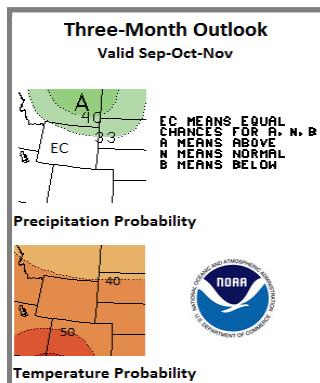 Three-Month Outlook
Valid Sep-Oct-Nov
A
40
33
EC
EC MEANS EQUAL
CHANCES FOR A, N, B
A MEANS ABOVE
N MEANS NORMAL
B MEANS BELOW
Precipitation Probability
40
50
NATIONAL OCEANIC AND ATMOSPHERIC ADMINISTRATION
NOAA
U.S. DEPARTMENT OF COMMERCE
Temperature Probability